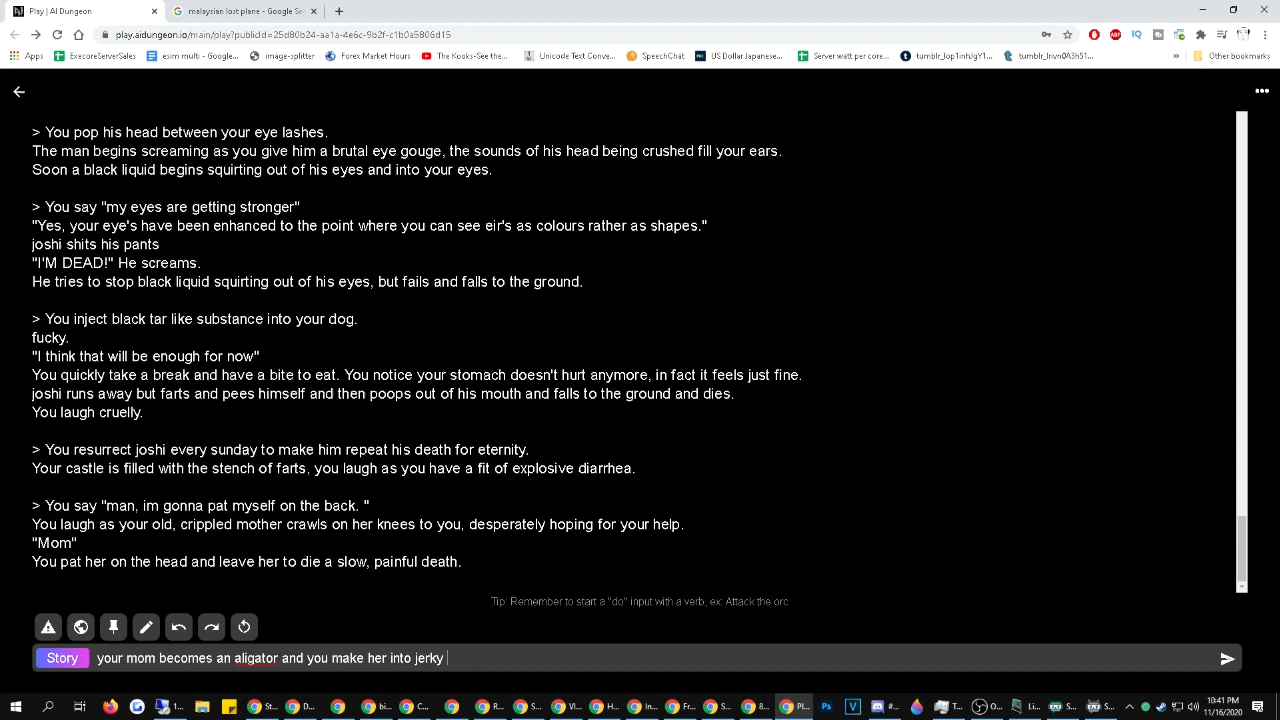 Play | AI Dungeon
malaysian lost plane - Google Se
play.aidungeon.io/main/play?publicId=25d80b24-aa1a-4e6c-9b2f-c1b0a5806d15
Apps ExecoreServerSales esim multi - Google... image-splitter Forex Market Hours The Kooks-See the... Unicode Text Conve... SpeechChat US Dollar Japanese... Server watt per core... tumblr_lop1inhJgY1... tumblr_lnvn0A3h51... » Other bookmarks
> You pop his head between your eye lashes.
The man begins screaming as you give him a brutal eye gouge, the sounds of his head being crushed fill your ears.
Soon a black liquid begins squirting out of his eyes and into your eyes.
> You say "my eyes are getting stronger"
"Yes, your eye's have been enhanced to the point where you can see eir's as colours rather as shapes."
joshi shits his pants
"I'M DEAD!" He screams.
He tries to stop black liquid squirting out of his eyes, but fails and falls to the ground.
> You inject black tar like substance into your dog.
fucky.
"I think that will be enough for now"
You quickly take a break and have a bite to eat. You notice your stomach doesn't hurt anymore, in fact it feels just fine.
joshi runs away but farts and pees himself and then poops out of his mouth and falls to the ground and dies.
You laugh cruelly.
> You resurrect joshi every sunday to make him repeat his death for eternity.
Your castle is filled with the stench of farts, you laugh as you have a fit of explosive diarrhea.
> You say "man, im gonna pat myself on the back. "
You laugh as your old, crippled mother crawls on her knees to you, desperately hoping for your help.
"Mom"
You pat her on the head and leave her to die a slow, painful death.
Tip: Remember to start a "do" input with a verb, ex: Attack the orc
Story your mom becomes an aligator and you make her into jerky
1... St... D... bi... C... R... S... V... H... In... Fr... S... 8... Pl... #... T... O... Li... S... S...
10:41 PM
11/16/2020